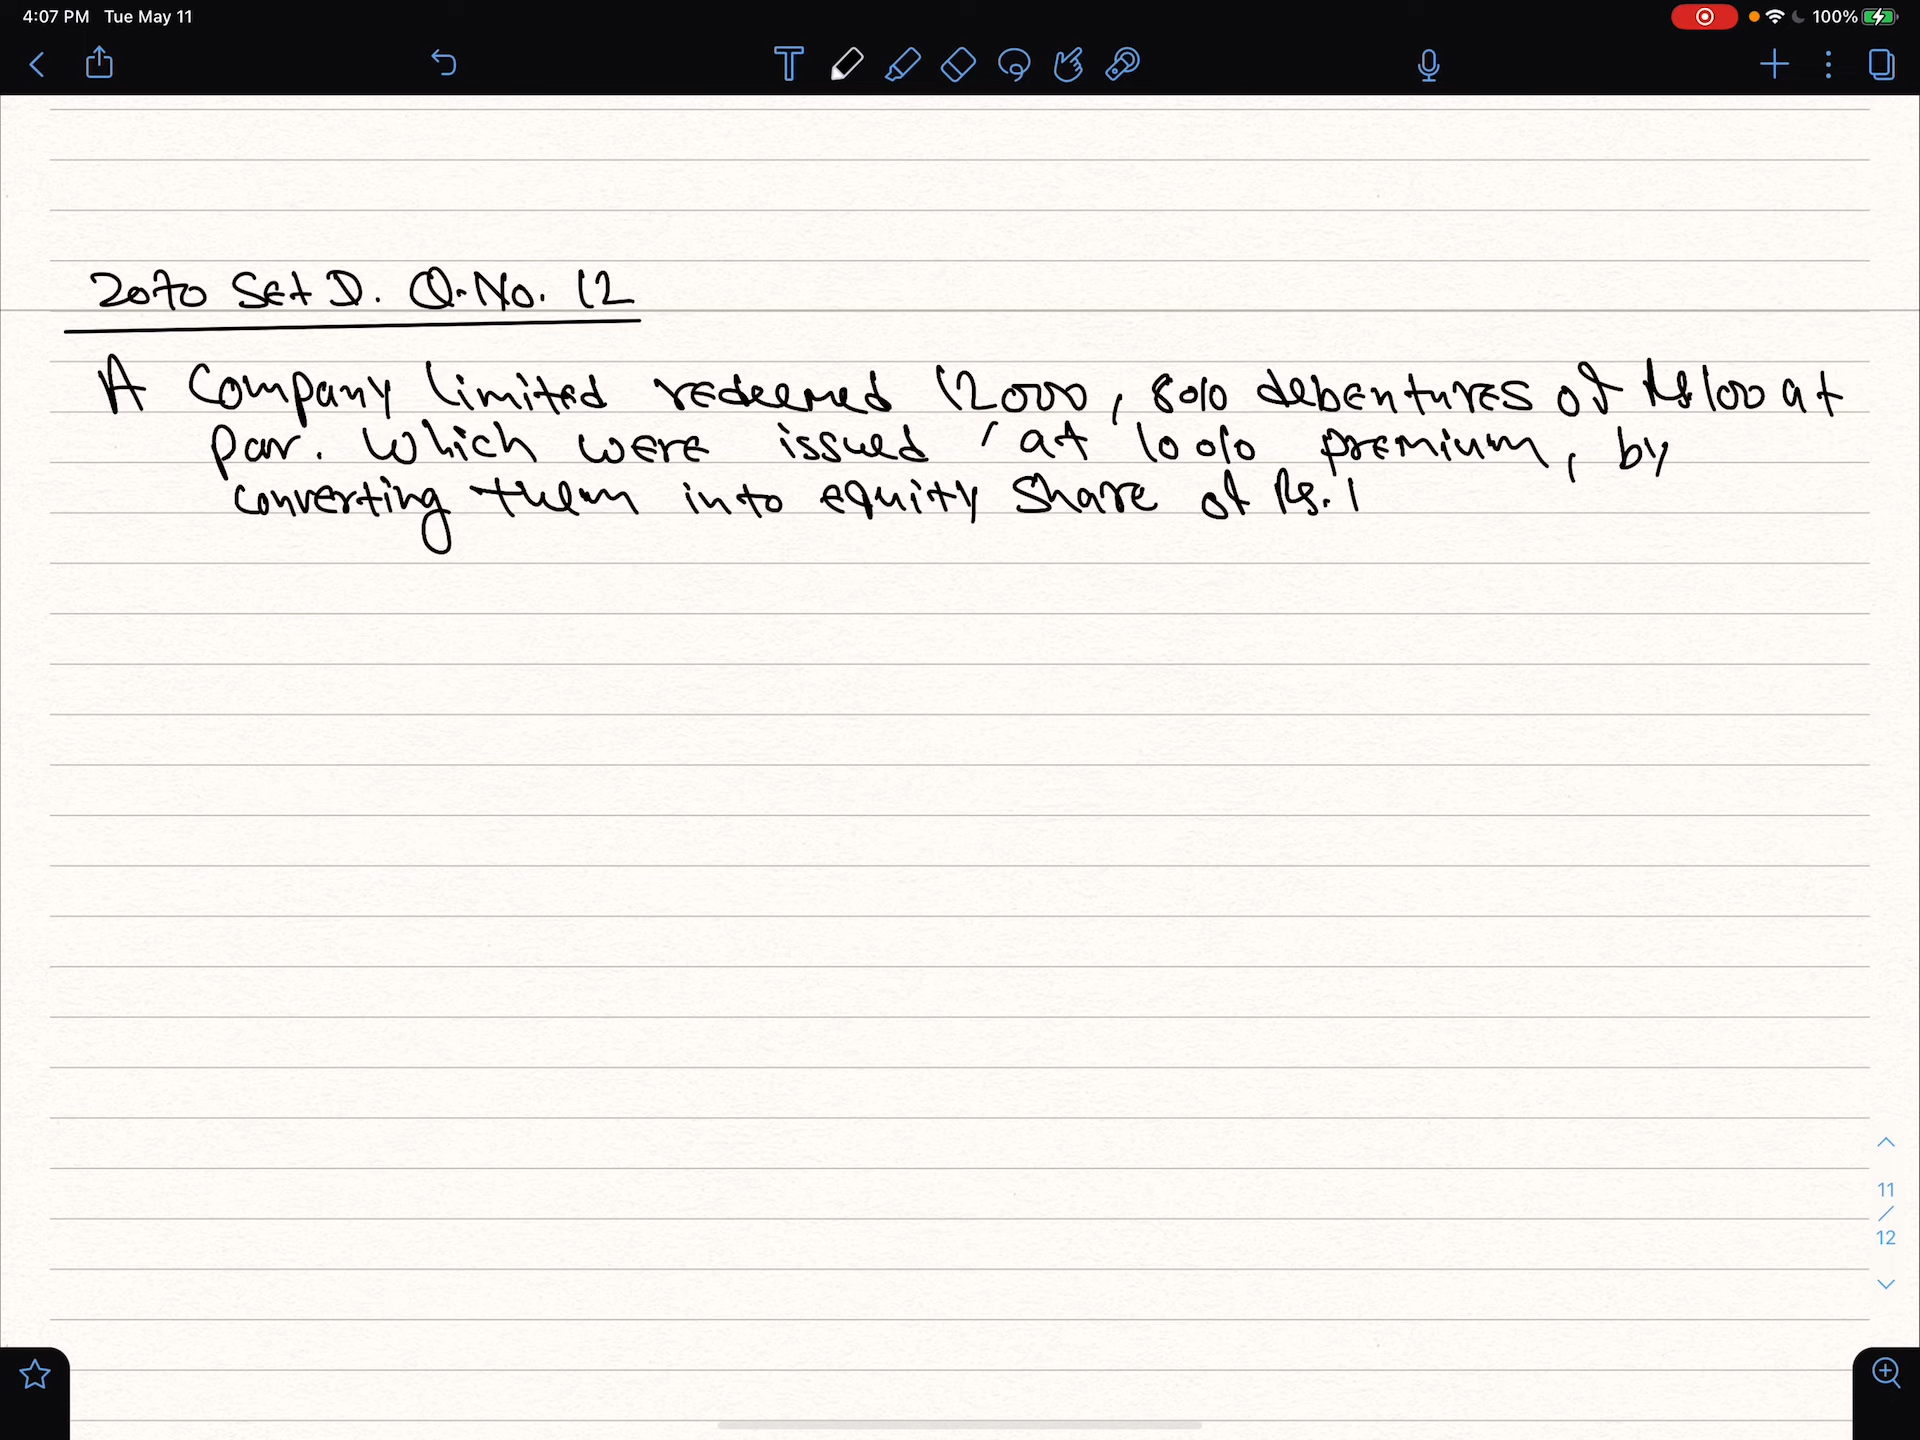 4:07 PM Tue May 11
100%
2070 Set D. Q.No. 12
A Company limited redeemed 12000, 8% debentures of Rs 100 at
par. Which were issued, at 10% premium, by
converting them into equity share of Rs. 1
11
/
12